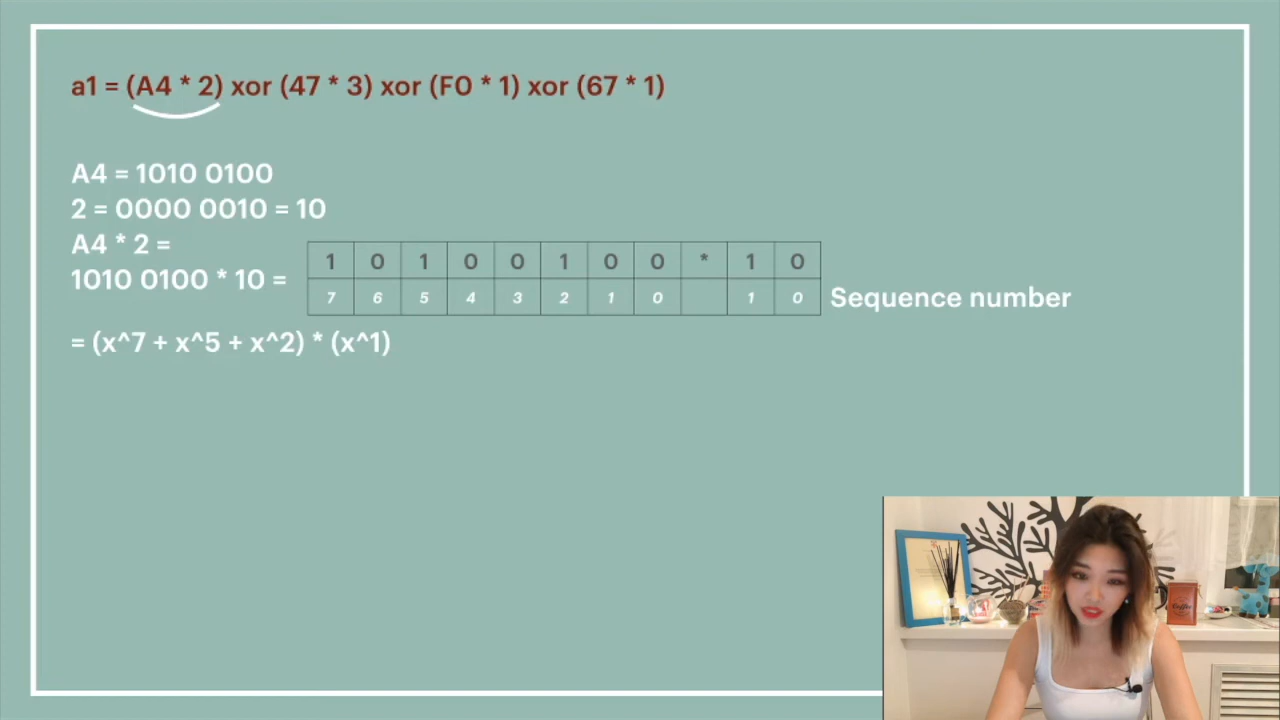 a1 = (A4 * 2) xor (47 * 3) xor (F0 * 1) xor (67 * 1)
A4 = 1010 0100
2 = 0000 0010 = 10
A4 * 2 =
1010 0100 * 10 =
1 0 1 0 0 1 0 0 * 1 0
7 6 5 4 3 2 1 0 1 0
Sequence number
= (x^7 + x^5 + x^2) * (x^1)